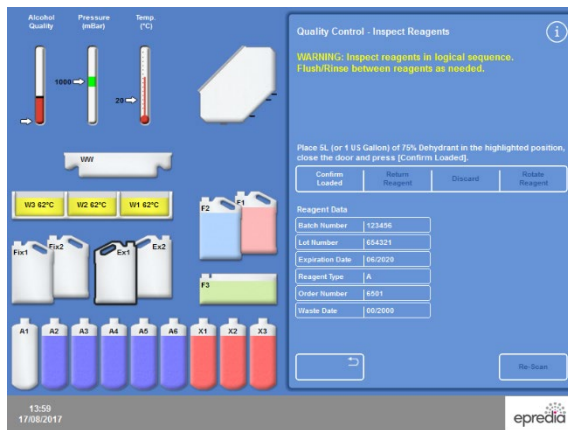 Alcohol Quality
Pressure (mBar)
Temp. (°C)
1000
20
WW
W3 62°C
W2 62°C
W1 62°C
Fix1
Fix2
Ex1
Ex2
F2
F1
F3
A1
A2
A3
A4
A5
A6
X1
X2
X3
Quality Control - Inspect Reagents
i
WARNING: Inspect reagents in logical sequence.
Flush/Rinse between reagents as needed.
Place 5L (or 1 US Gallon) of 75% Dehydrant in the highlighted position,
close the door and press [Confirm Loaded].
Confirm Loaded
Return Reagent
Discard
Rotate Reagent
Reagent Data
Batch Number 123456
Lot Number 654321
Expiration Date 06/2020
Reagent Type A
Order Number 6501
Waste Date 00/2000
Re-Scan
13:59
17/08/2017
epredia